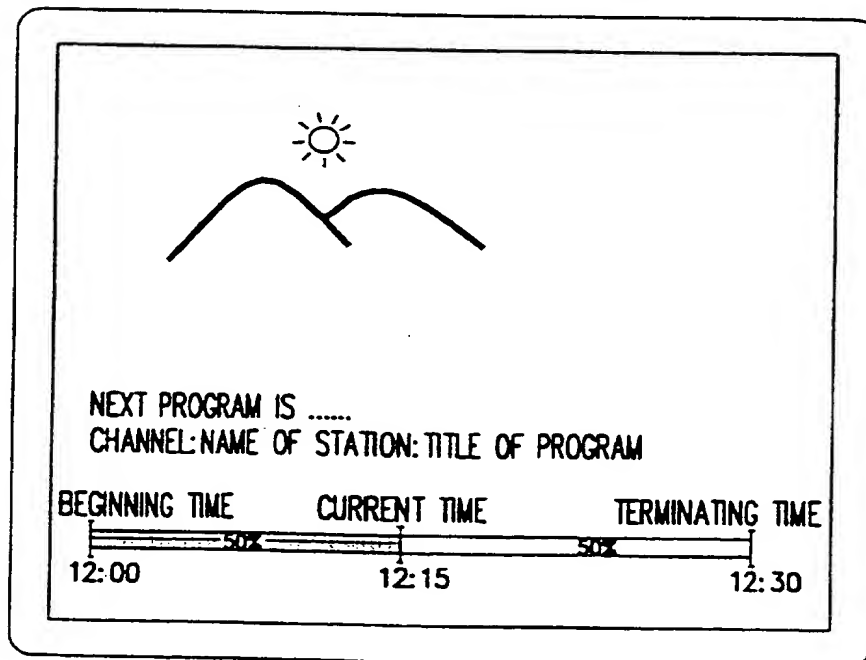 NEXT PROGRAM IS ......
CHANNEL:NAME OF STATION:TITLE OF PROGRAM
BEGINNING TIME CURRENT TIME TERMINATING TIME
50% 50%
12:00 12:15 12:30